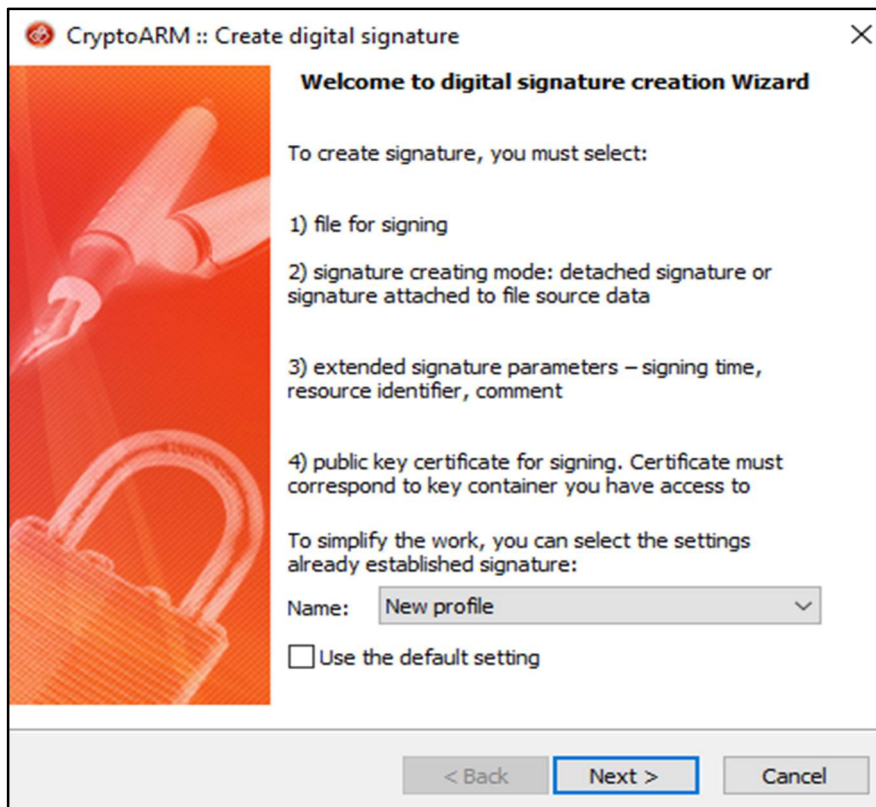 CryptoARM :: Create digital signature
Welcome to digital signature creation Wizard
To create signature, you must select:
1) file for signing
2) signature creating mode: detached signature or
signature attached to file source data
3) extended signature parameters – signing time,
resource identifier, comment
4) public key certificate for signing. Certificate must
correspond to key container you have access to
To simplify the work, you can select the settings
already established signature:
Name: New profile
Use the default setting
< Back Next > Cancel